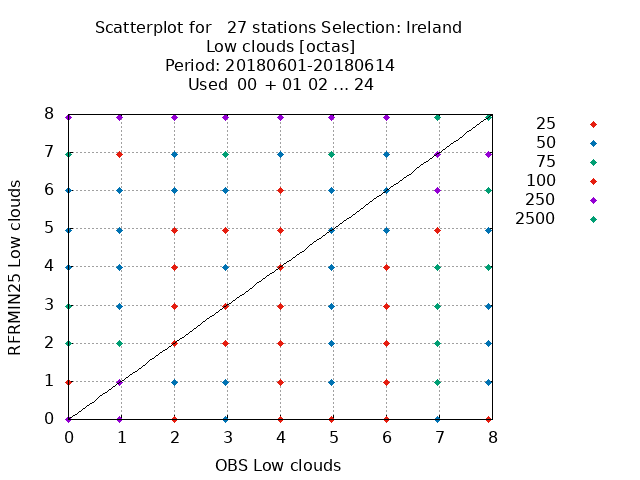 Scatterplot for 27 stations Selection: Ireland
Low clouds [octas]
Period: 20180601-20180614
Used 00 + 01 02 ... 24
8
7
6
5
4
3
2
1
0
RFRMIN25 Low clouds
0 1 2 3 4 5 6 7 8
OBS Low clouds
25
50
75
100
250
2500